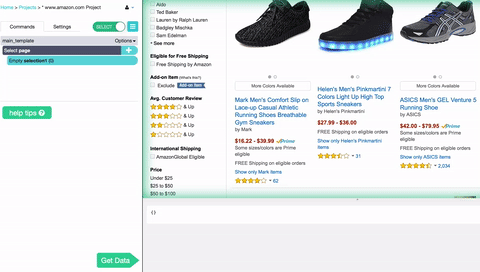 Home > Projects > " www.amazon.com Project
Commands
Settings
SELECT
main_template
Options
Select page
+
Empty selection1 (0)
help tips ?
Get Data
Aldo
Ted Baker
Lauren by Ralph Lauren
Badgley Mischka
Sam Edelman
See more
Eligible for Free Shipping
Free Shipping by Amazon
Add-on Item (What's this?)
Exclude Add-on Item
Avg. Customer Review
& Up
& Up
& Up
& Up
International Shipping
AmazonGlobal Eligible
Price
Under $25
$25 to $50
$50 to $100
More Colors Available
Mark Men's Comfort Slip on
Lace-up Casual Athletic
Running Shoes Breathable
Gym Sneakers
by Mark
$16.22 - $39.99 Prime
Some sizes/colors are Prime
eligible
FREE Shipping on eligible orders
Show only Mark items
62
Helen's Men's Pinkmartini 7
Colors Light Up High Top
Sports Sneakers
by Helen's Pinkmartini
$27.99 - $36.00
FREE Shipping on eligible orders
Show only Helen's Pinkmartini
items
31
More Colors Available
ASICS Men's GEL Venture 5
Running Shoe
by ASICS
$42.00 - $79.95 Prime
Some sizes/colors are Prime
eligible
FREE Shipping on eligible orders
Show only ASICS items
2,034
{}